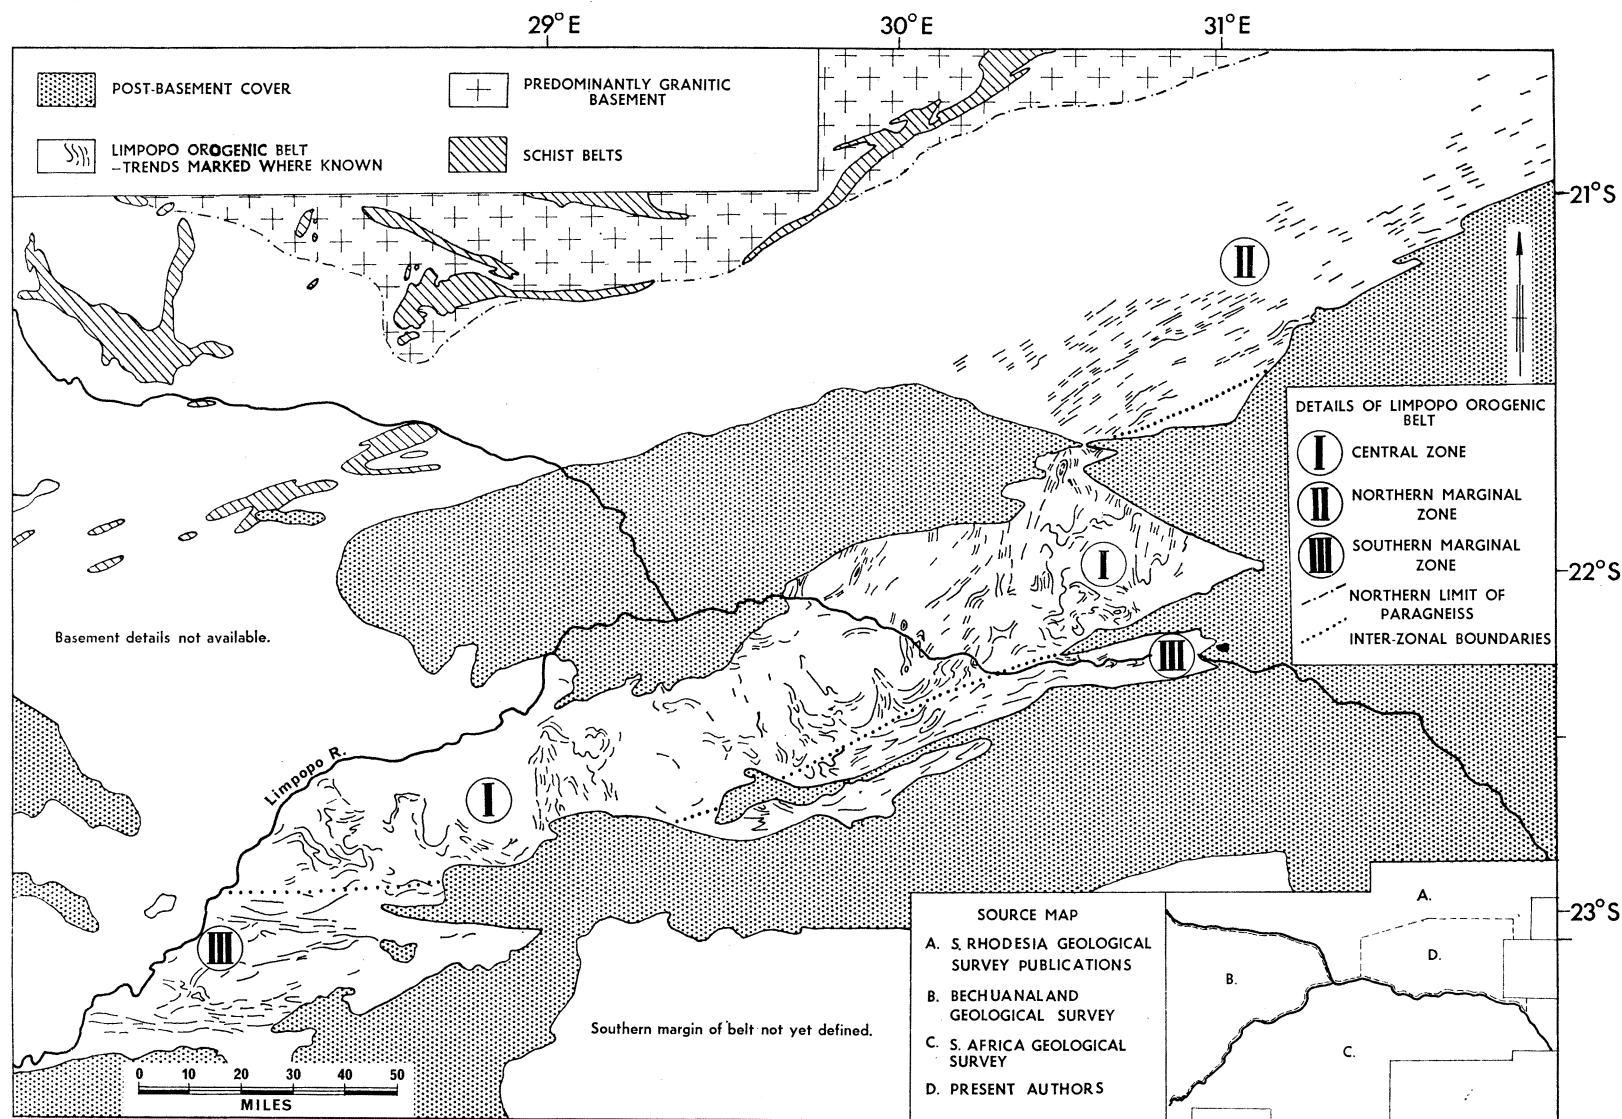 29°E
30°E
31°E
POST-BASEMENT COVER
PREDOMINANTLY GRANITIC
BASEMENT
LIMPOPO OROGENIC BELT
–TRENDS MARKED WHERE KNOWN
SCHIST BELTS
21°S
II
DETAILS OF LIMPOPO OROGENIC
BELT
I
CENTRAL ZONE
II
NORTHERN MARGINAL
ZONE
III
SOUTHERN MARGINAL
ZONE
NORTHERN LIMIT OF
PARAGNEISS
INTER-ZONAL BOUNDARIES
I
22°S
Basement details not available.
III
Limpopo R.
I
III
23°S
SOURCE MAP
A. S. RHODESIA GEOLOGICAL
SURVEY PUBLICATIONS
B. BECHUANALAND
GEOLOGICAL SURVEY
C. S. AFRICA GEOLOGICAL
SURVEY
D. PRESENT AUTHORS
A.
D.
B.
C.
Southern margin of belt not yet defined.
0 10 20 30 40 50
MILES